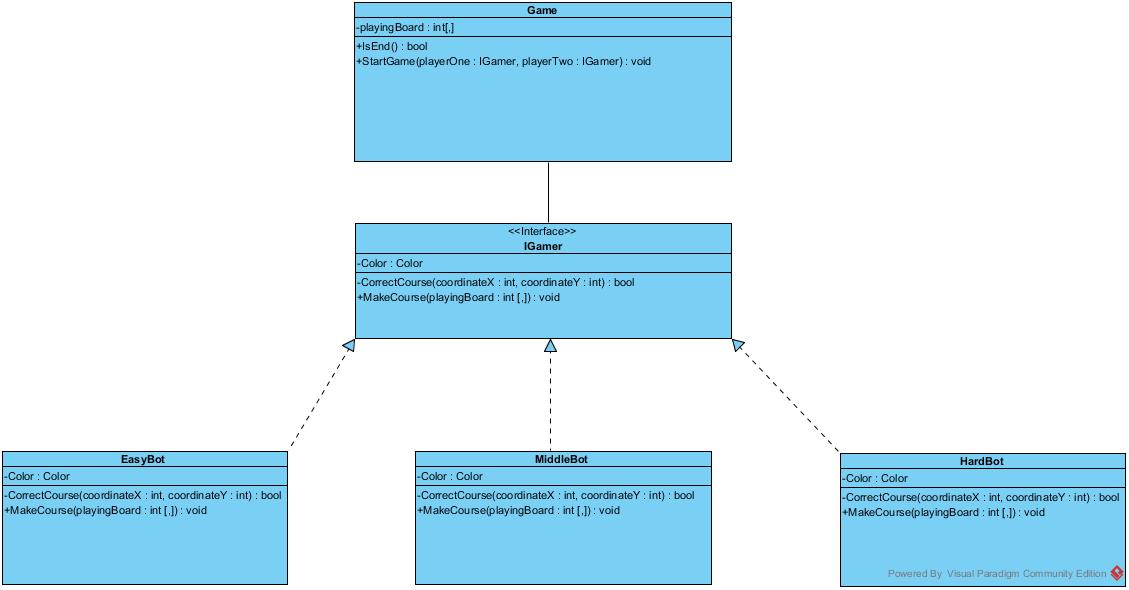 Game
-playingBoard : int[,]
+IsEnd() : bool
+StartGame(playerOne : IGamer, playerTwo : IGamer) : void
<<Interface>>
IGamer
-Color : Color
-CorrectCourse(coordinateX : int, coordinateY : int) : bool
+MakeCourse(playingBoard : int [,]) : void
EasyBot
-Color : Color
-CorrectCourse(coordinateX : int, coordinateY : int) : bool
+MakeCourse(playingBoard : int [,]) : void
MiddleBot
-Color : Color
-CorrectCourse(coordinateX : int, coordinateY : int) : bool
+MakeCourse(playingBoard : int [,]) : void
HardBot
-Color : Color
-CorrectCourse(coordinateX : int, coordinateY : int) : bool
+MakeCourse(playingBoard : int [,]) : void
Powered By Visual Paradigm Community Edition